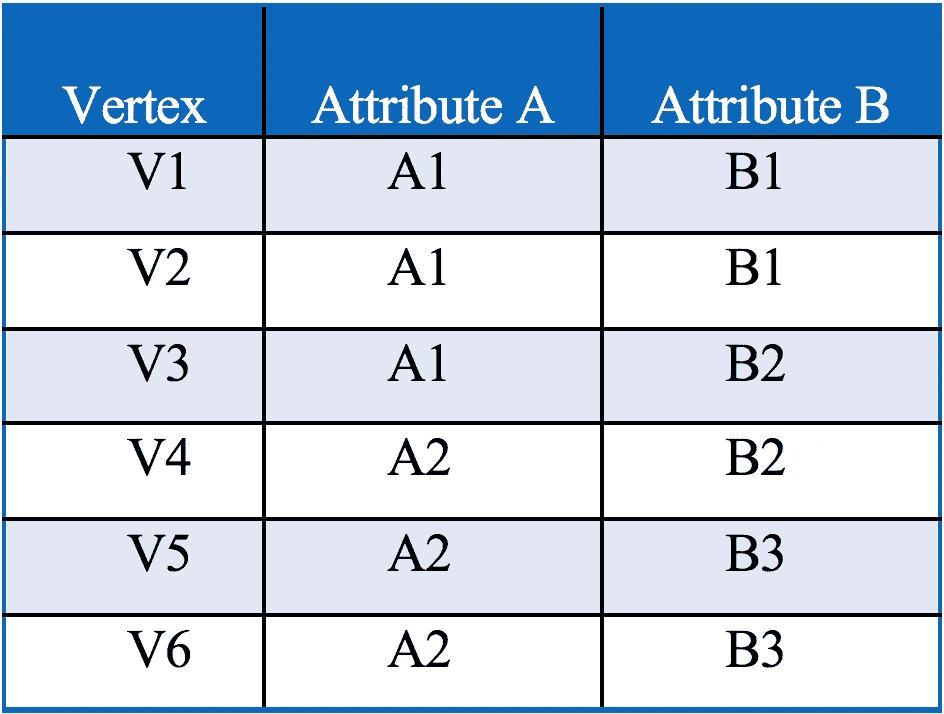 Vertex Attribute A Attribute B
V1 A1 B1
V2 A1 B1
V3 A1 B2
V4 A2 B2
V5 A2 B3
V6 A2 B3